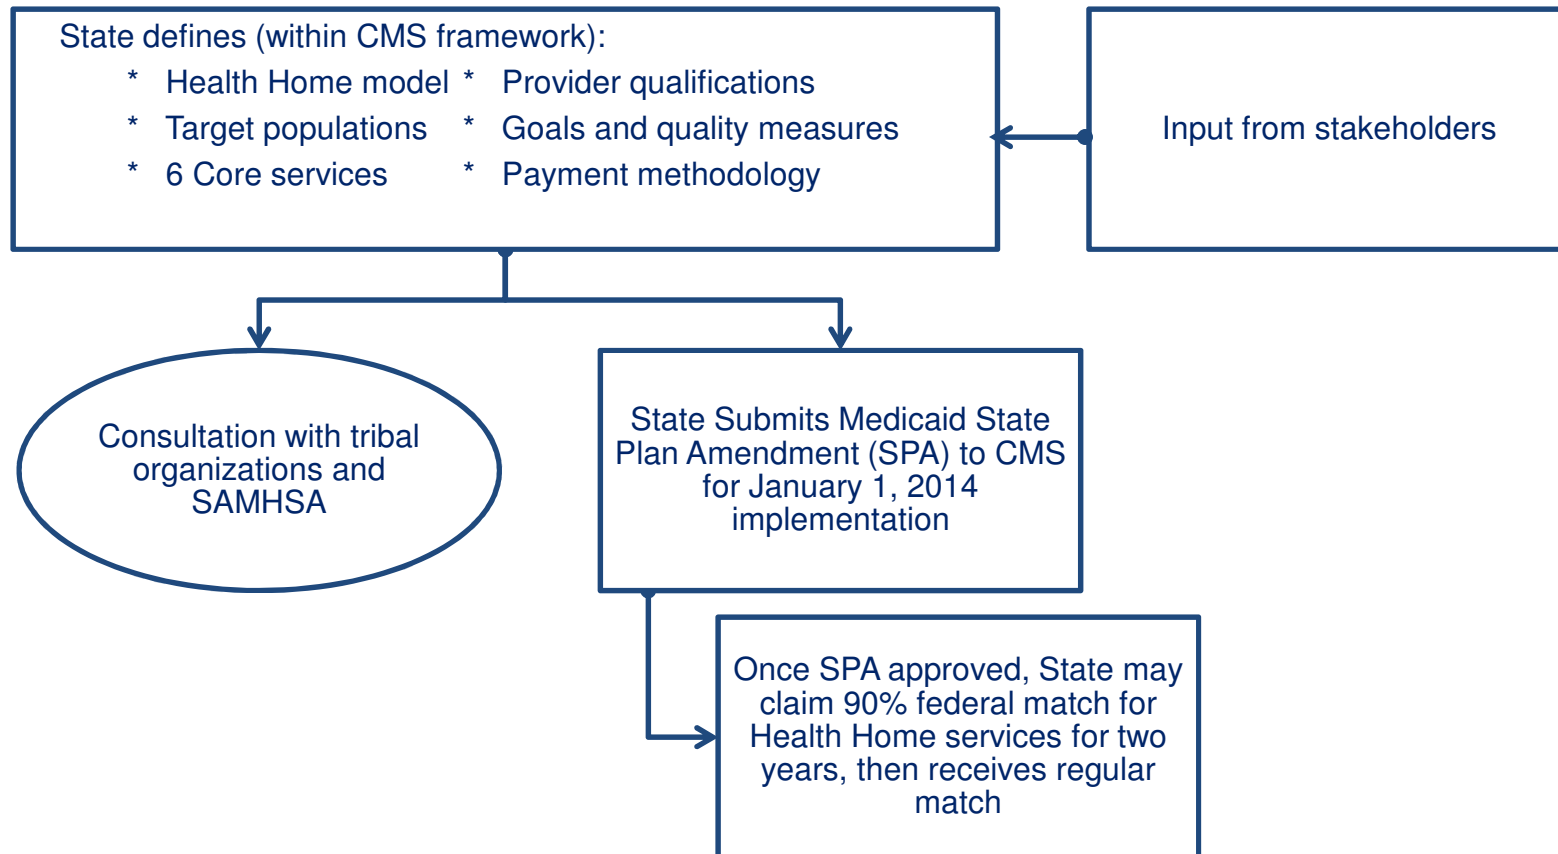 State defines (within CMS framework):
* Health Home model * Provider qualifications
* Target populations * Goals and quality measures
* 6 Core services * Payment methodology
Input from stakeholders
Consultation with tribal
organizations and
SAMHSA
State Submits Medicaid State
Plan Amendment (SPA) to CMS
for January 1, 2014
implementation
Once SPA approved, State may
claim 90% federal match for
Health Home services for two
years, then receives regular
match